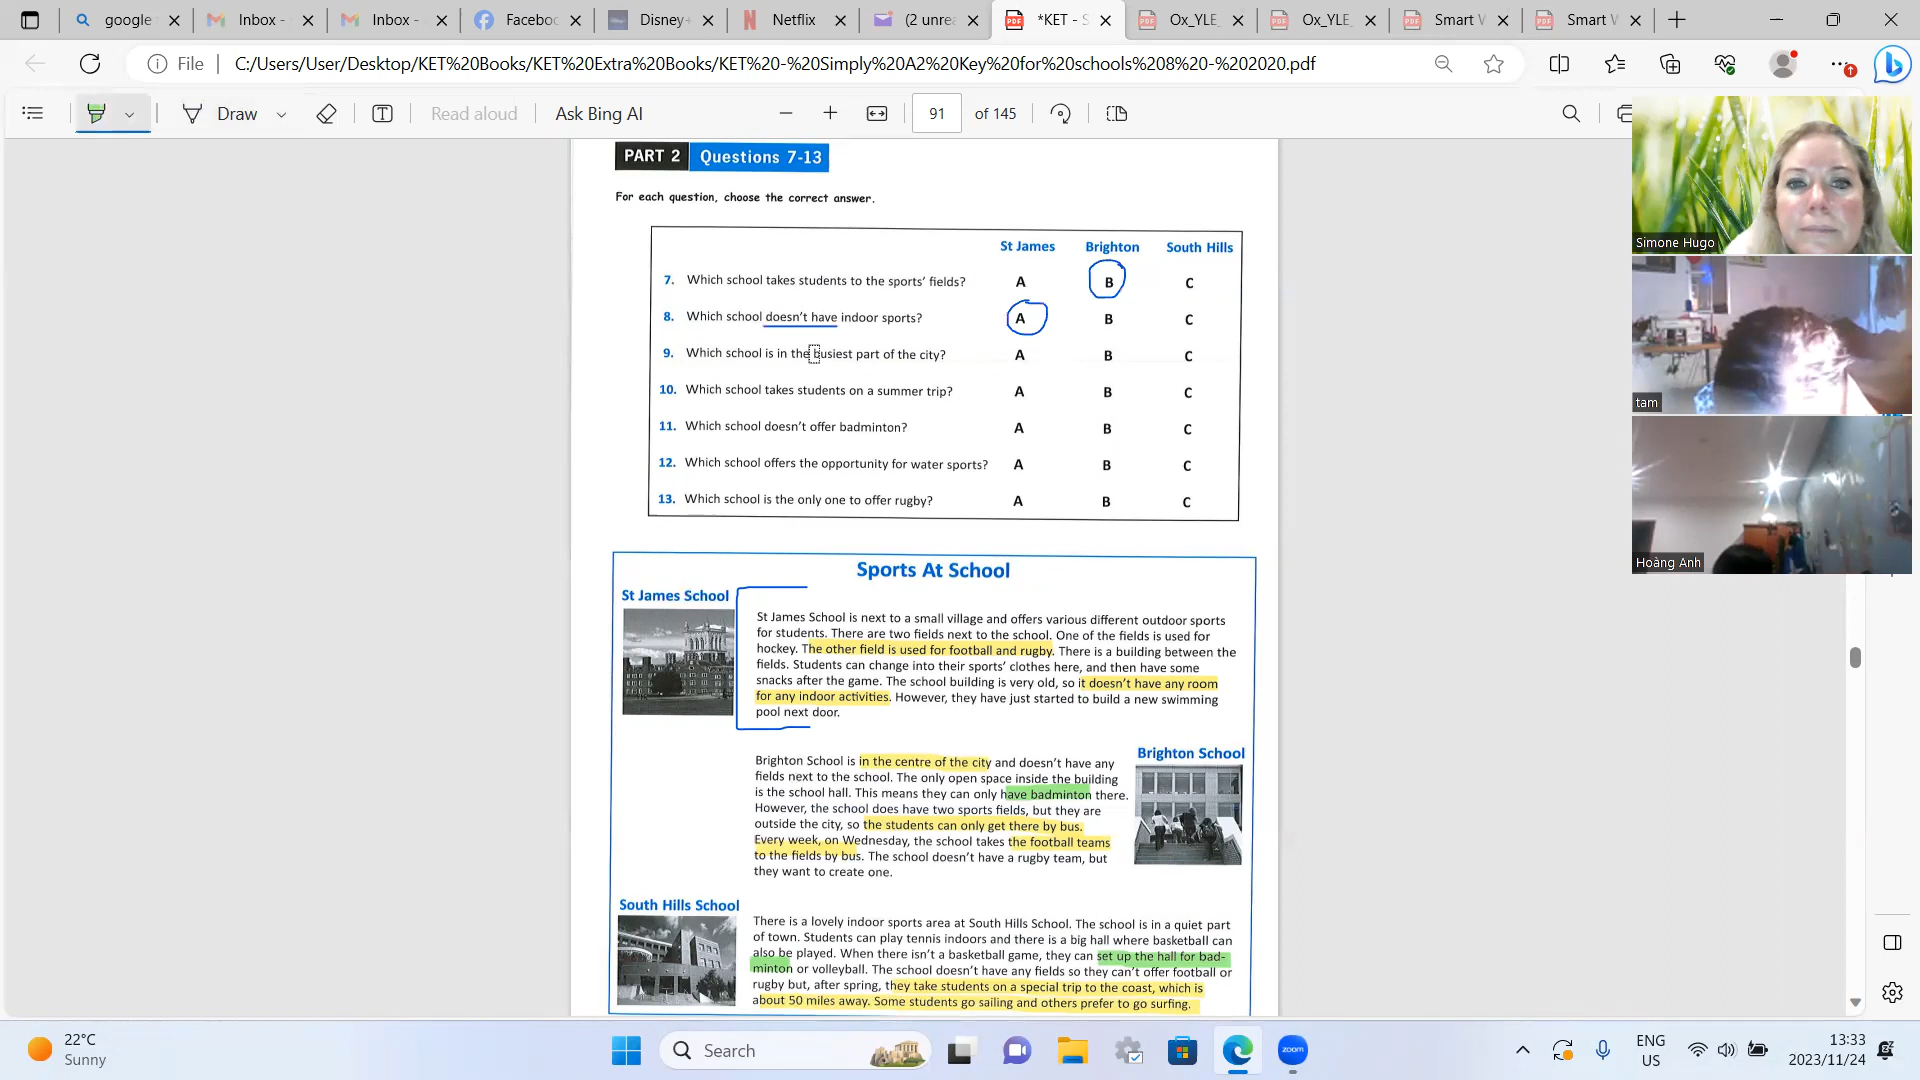 google
Inbox -
Inbox -
Faceboo
Disney+
Netflix
(2 unrea
*KET - S
Ox_YLE_
Ox_YLE_
Smart W
Smart W
File
C:/Users/User/Desktop/KET%20Books/KET%20Extra%20Books/KET%20-%20Simply%20A2%20Key%20for%20schools%208%20-%202020.pdf
Draw
Read aloud
Ask Bing AI
91
of 145
PART 2 Questions 7-13
For each question, choose the correct answer.
St James Brighton South Hills
7. Which school takes students to the sports' fields? A B C
8. Which school doesn't have indoor sports? A B C
9. Which school is in the busiest part of the city? A B C
10. Which school takes students on a summer trip? A B C
11. Which school doesn't offer badminton? A B C
12. Which school offers the opportunity for water sports? A B C
13. Which school is the only one to offer rugby? A B C
Sports At School
St James School
St James School is next to a small village and offers various different outdoor sports
for students. There are two fields next to the school. One of the fields is used for
hockey. The other field is used for football and rugby. There is a building between the
fields. Students can change into their sports' clothes here, and then have some
snacks after the game. The school building is very old, so it doesn't have any room
for any indoor activities. However, they have just started to build a new swimming
pool next door.
Brighton School
Brighton School is in the centre of the city and doesn't have any
fields next to the school. The only open space inside the building
is the school hall. This means they can only have badminton there.
However, the school does have two sports fields, but they are
outside the city, so the students can only get there by bus.
Every week, on Wednesday, the school takes the football teams
to the fields by bus. The school doesn't have a rugby team, but
they want to create one.
South Hills School
There is a lovely indoor sports area at South Hills School. The school is in a quiet part
of town. Students can play tennis indoors and there is a big hall where basketball can
also be played. When there isn't a basketball game, they can set up the hall for bad-
minton or volleyball. The school doesn't have any fields so they can't offer football or
rugby but, after spring, they take students on a special trip to the coast, which is
about 50 miles away. Some students go sailing and others prefer to go surfing.
Simone Hugo
tam
Hoàng Anh
22°C
Sunny
Search
zoom
ENG
US
13:33
2023/11/24